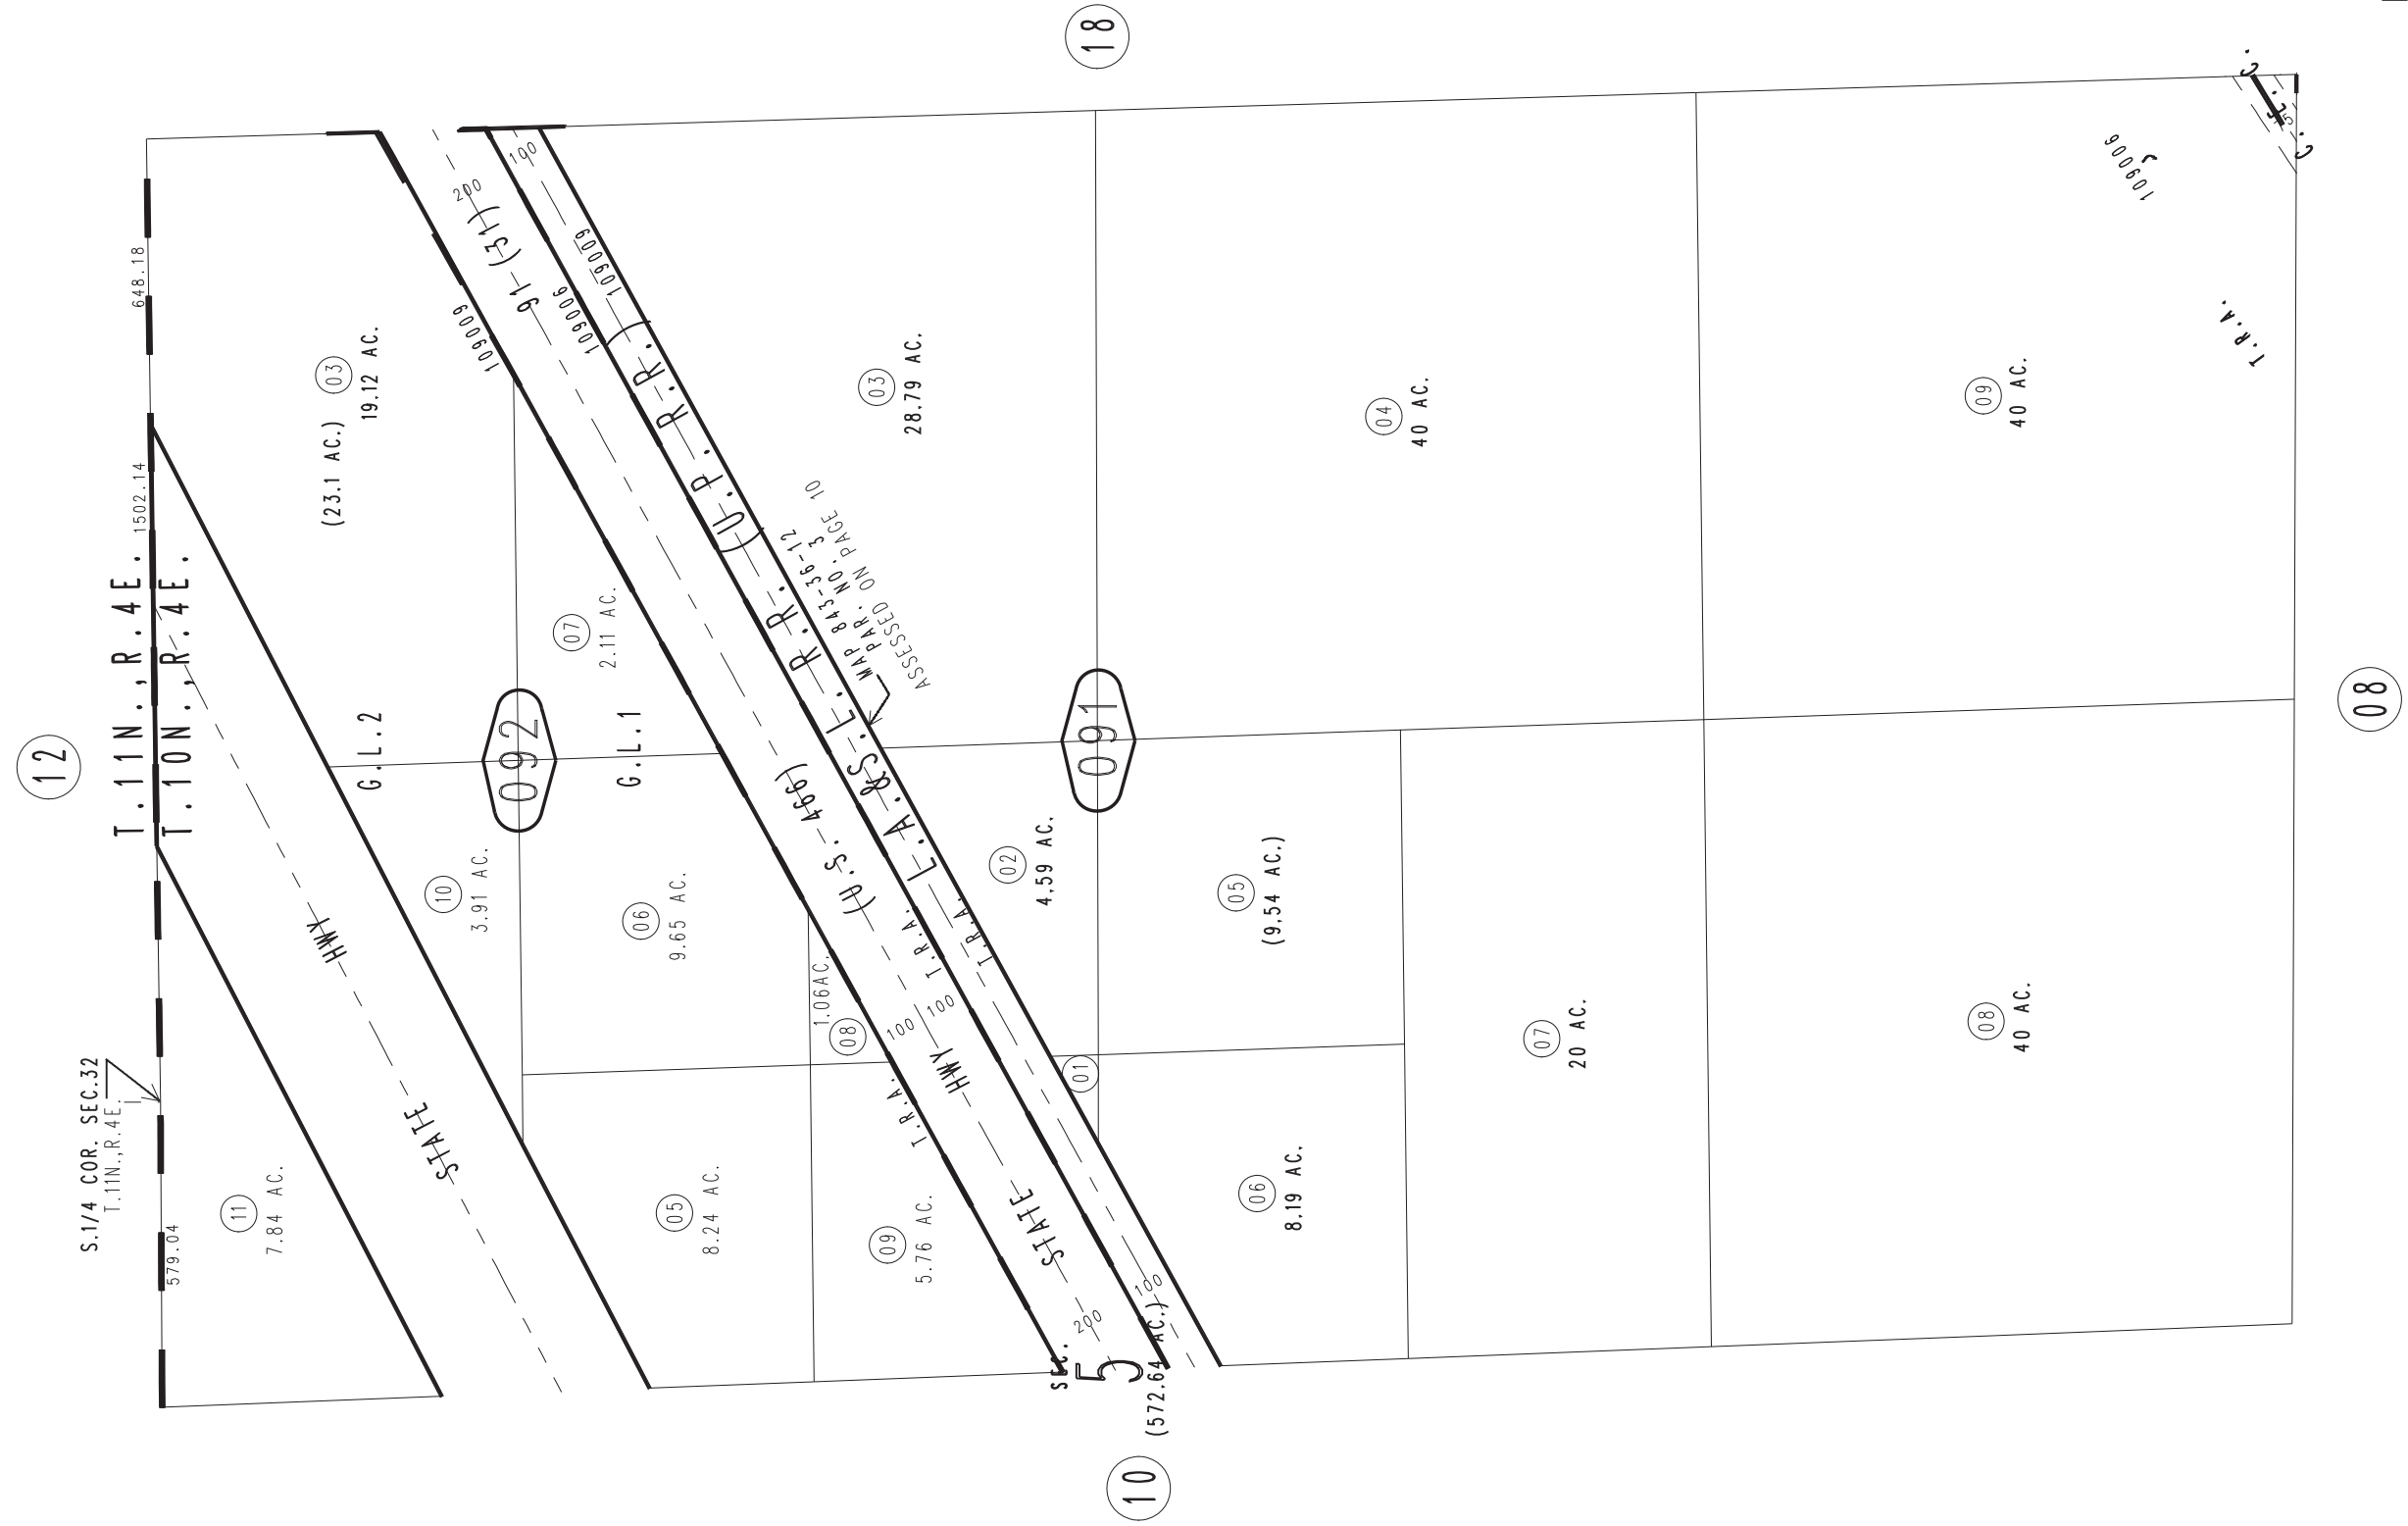 12
T.11N.,R.4E.
T.10N.,R.4E.
S.1/4 COR. SEC.32
T.11N.,R.4E.
579.04
1502.14
648.18
11
7.84 AC.
STATE HWY
(23.1 AC.)
03
19.12 AC.
G.L.2
10
3.91 AC.
092
G.L.1
07
2.11 AC.
06
9.65 AC.
05
8.24 AC.
08
1.06AC.
09
5.76 AC.
T.R.A. 109009
STATE HWY (U.S. 466) 91 (31)
200
100
100
200
T.R.A. 109006
L.A.&S.L. R.R. (U.P. R.R.)
100
100
T.R.A. 109009
MAP 843-36-12
PAR. NO. 3
ASSESSED ON PAGE 10
SEC.
5
(572.64 AC.)
10
18
03
28.79 AC.
02
4.59 AC.
01
091
04
40 AC.
05
(9.54 AC.)
06
8.19 AC.
07
20 AC.
08
40 AC.
09
40 AC.
T.R.A. 109006
08